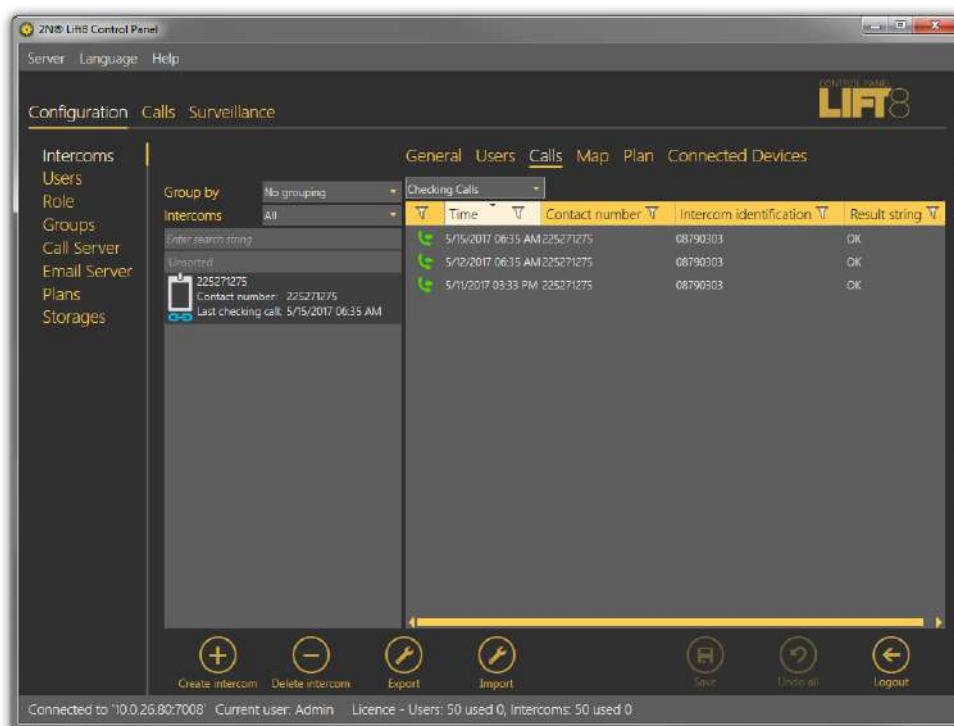 2N® Lift8 Control Panel
Server Language Help
CONTROL PANEL
LIFT8
Configuration Calls Surveillance
Intercoms
Users
Role
Groups
Call Server
Email Server
Plans
Storages
Group by No grouping
Intercoms All
Enter search string
Unsorted
225271275
Contact number: 225271275
Last checking call: 5/15/2017 06:35 AM
General Users Calls Map Plan Connected Devices
Checking Calls
Time Contact number Intercom identification Result string
5/15/2017 06:35 AM 225271275 08790303 OK
5/12/2017 06:35 AM 225271275 08790303 OK
5/11/2017 03:33 PM 225271275 08790303 OK
Create intercom Delete intercom Export Import Save Undo all Logout
Connected to '10.0.26.80:7008' Current user: Admin Licence - Users: 50 used 0, Intercoms: 50 used 0